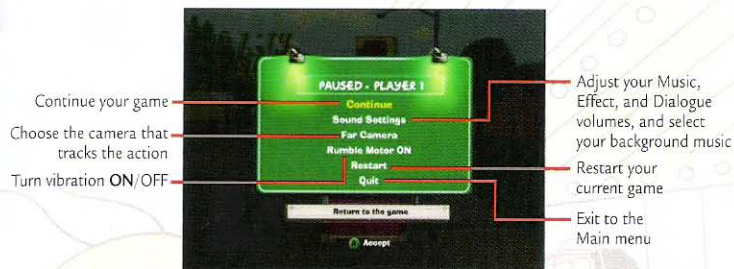 PAUSED - PLAYER 1
Continue
Sound Settings
Far Camera
Rumble Motor ON
Restart
Quit
Return to the game
A Accept
Continue your game
Choose the camera that
tracks the action
Turn vibration ON/OFF
Adjust your Music,
Effect, and Dialogue
volumes, and select
your background music
Restart your
current game
Exit to the
Main menu